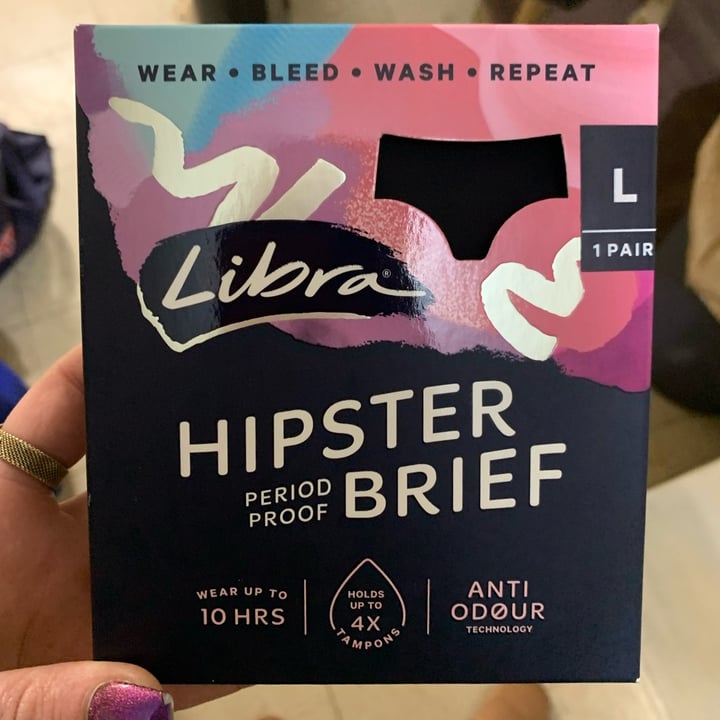 WEAR • BLEED • WASH • REPEAT
L
1 PAIR
Libra®
HIPSTER
PERIOD PROOF BRIEF
WEAR UP TO
10 HRS
HOLDS
UP TO
4X
TAMPONS
ANTI
ODØUR
TECHNOLOGY